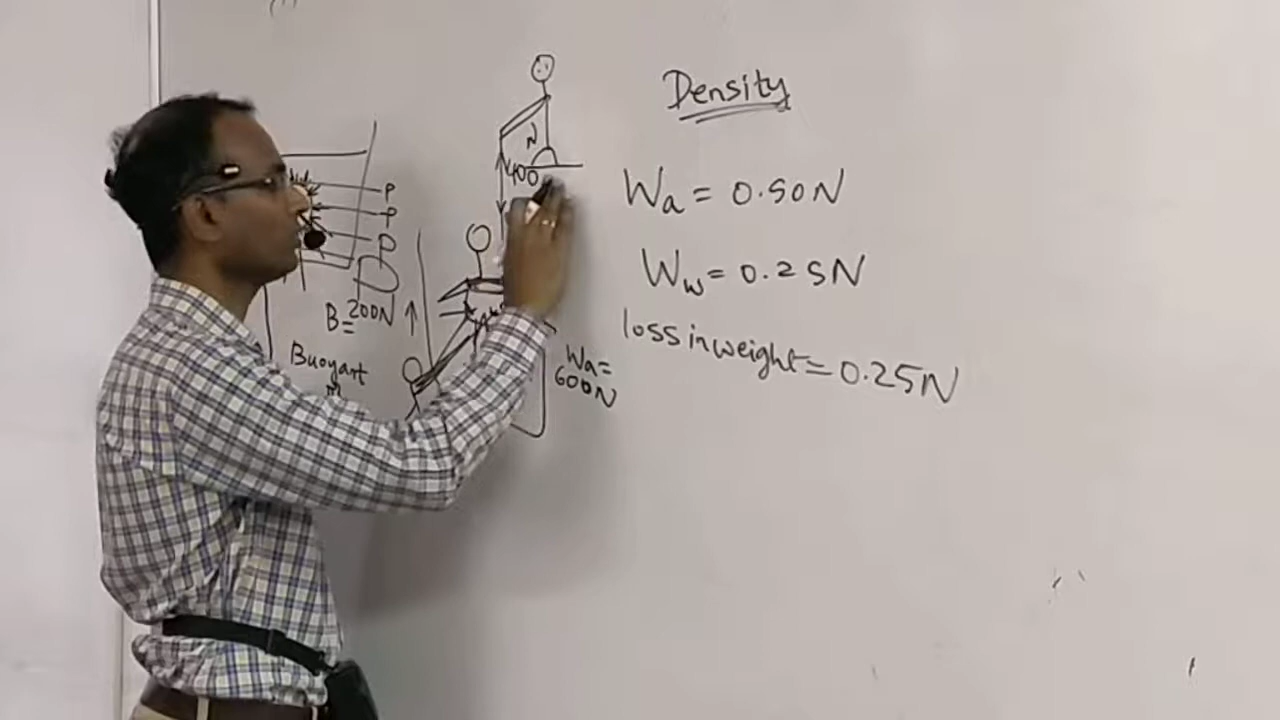 Density
Wa = 0.50N
Ww = 0.25N
loss in weight = 0.25N
N
400
P
P
P
B = 200N
Buoyant
Wa =
600N